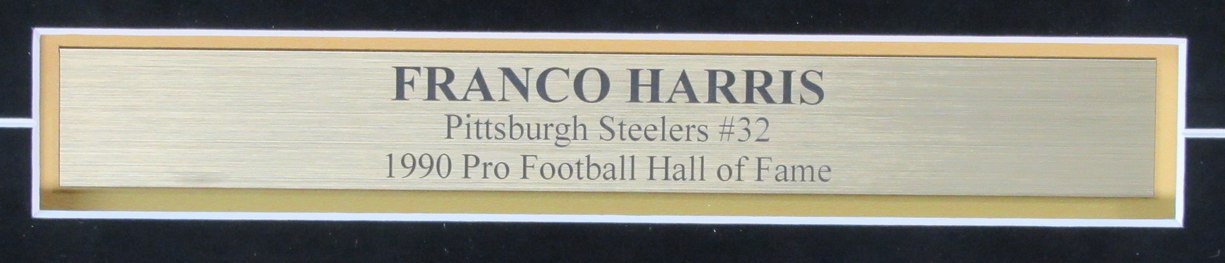 FRANCO HARRIS
Pittsburgh Steelers #32
1990 Pro Football Hall of Fame